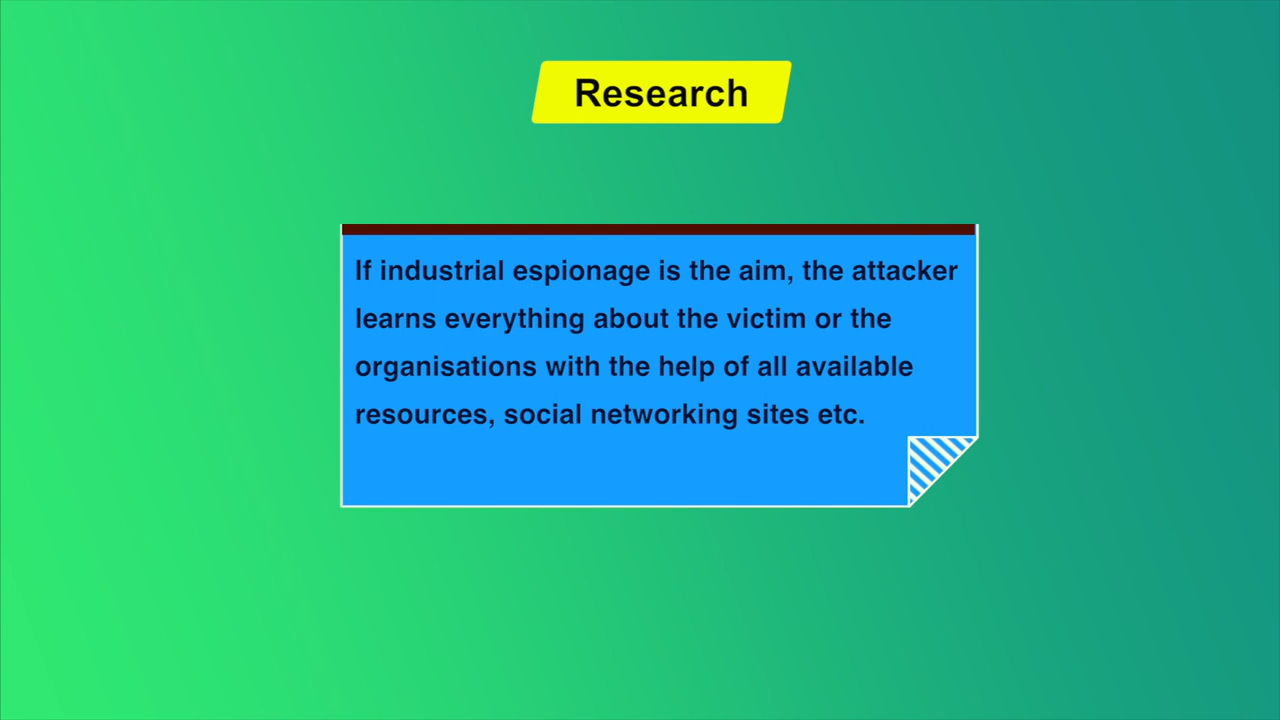 Research
If industrial espionage is the aim, the attacker
learns everything about the victim or the
organisations with the help of all available
resources, social networking sites etc.